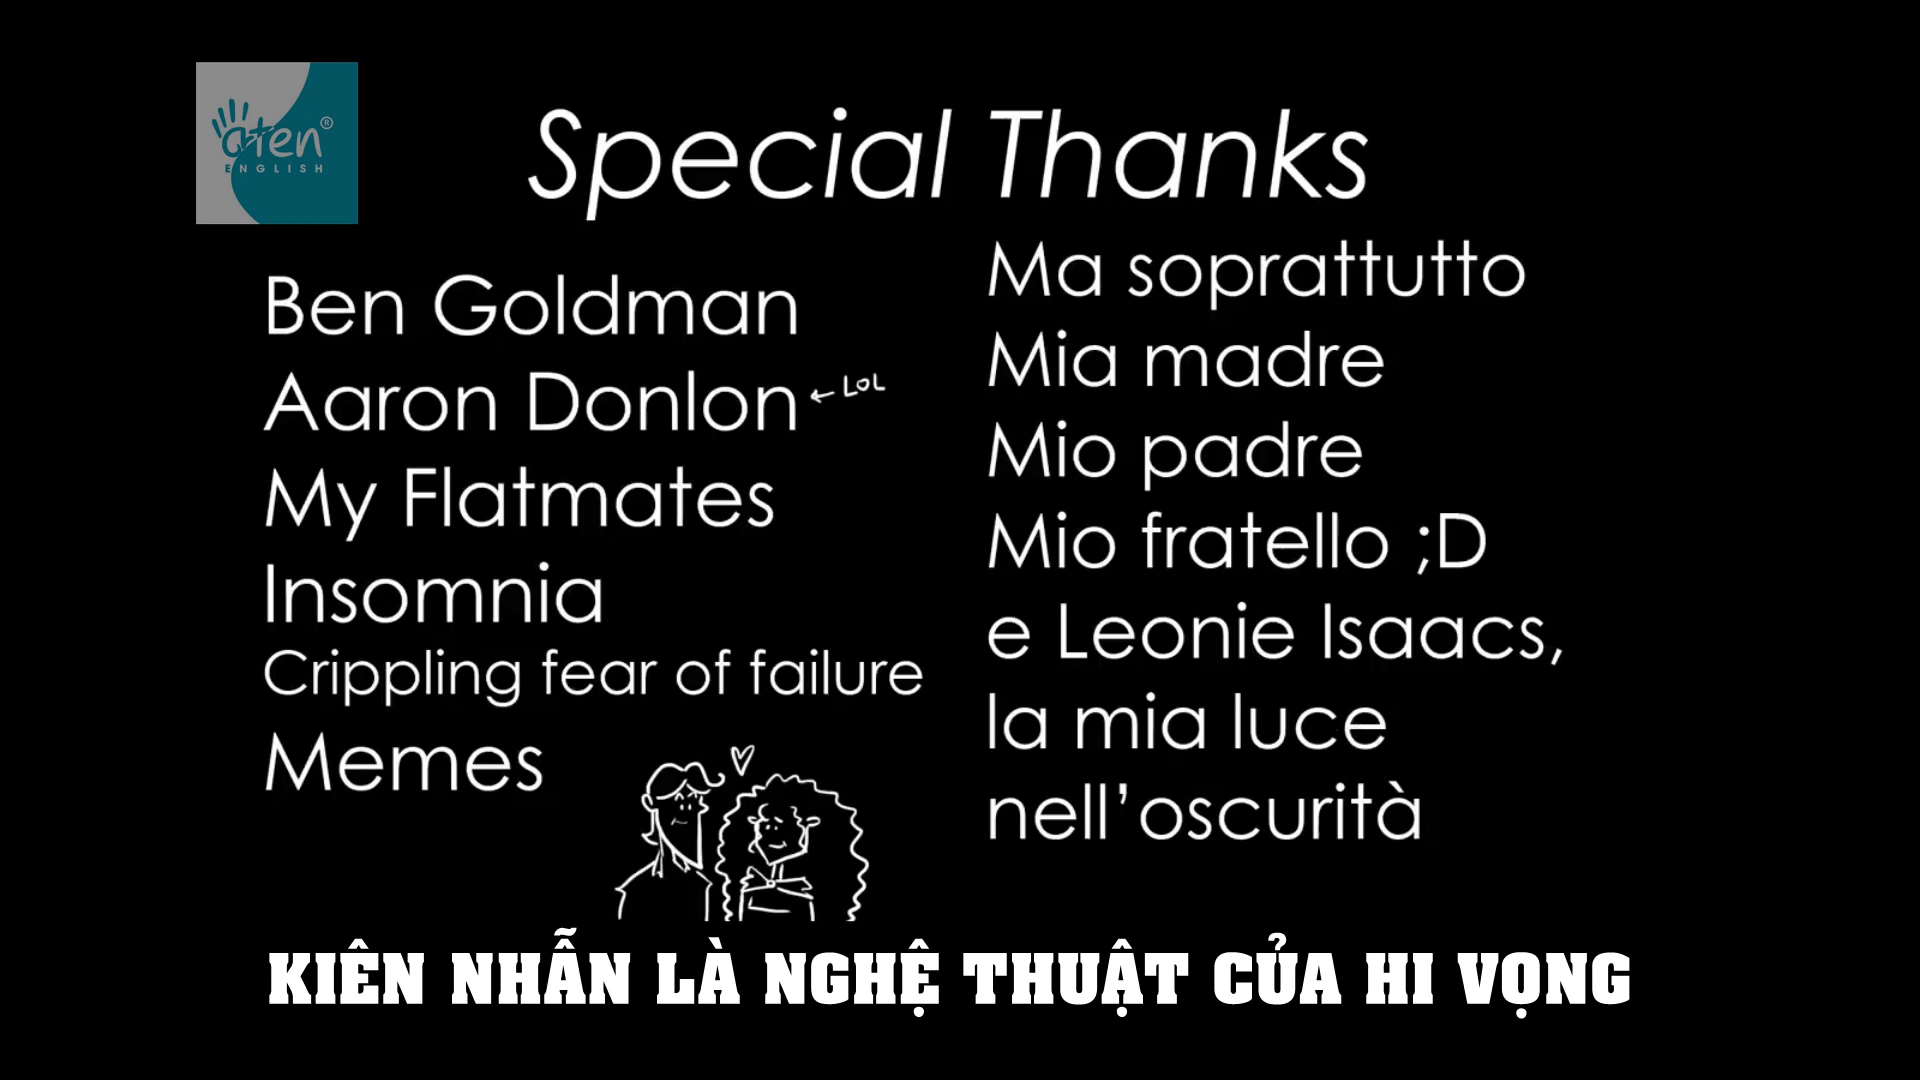 aten®
ENGLISH
Special Thanks
Ben Goldman
Aaron Donlon ← LOL
My Flatmates
Insomnia
Crippling fear of failure
Memes
Ma soprattutto
Mia madre
Mio padre
Mio fratello ;D
e Leonie Isaacs,
la mia luce
nell’oscurità
KIÊN NHẪN LÀ NGHỆ THUẬT CỦA HI VỌNG